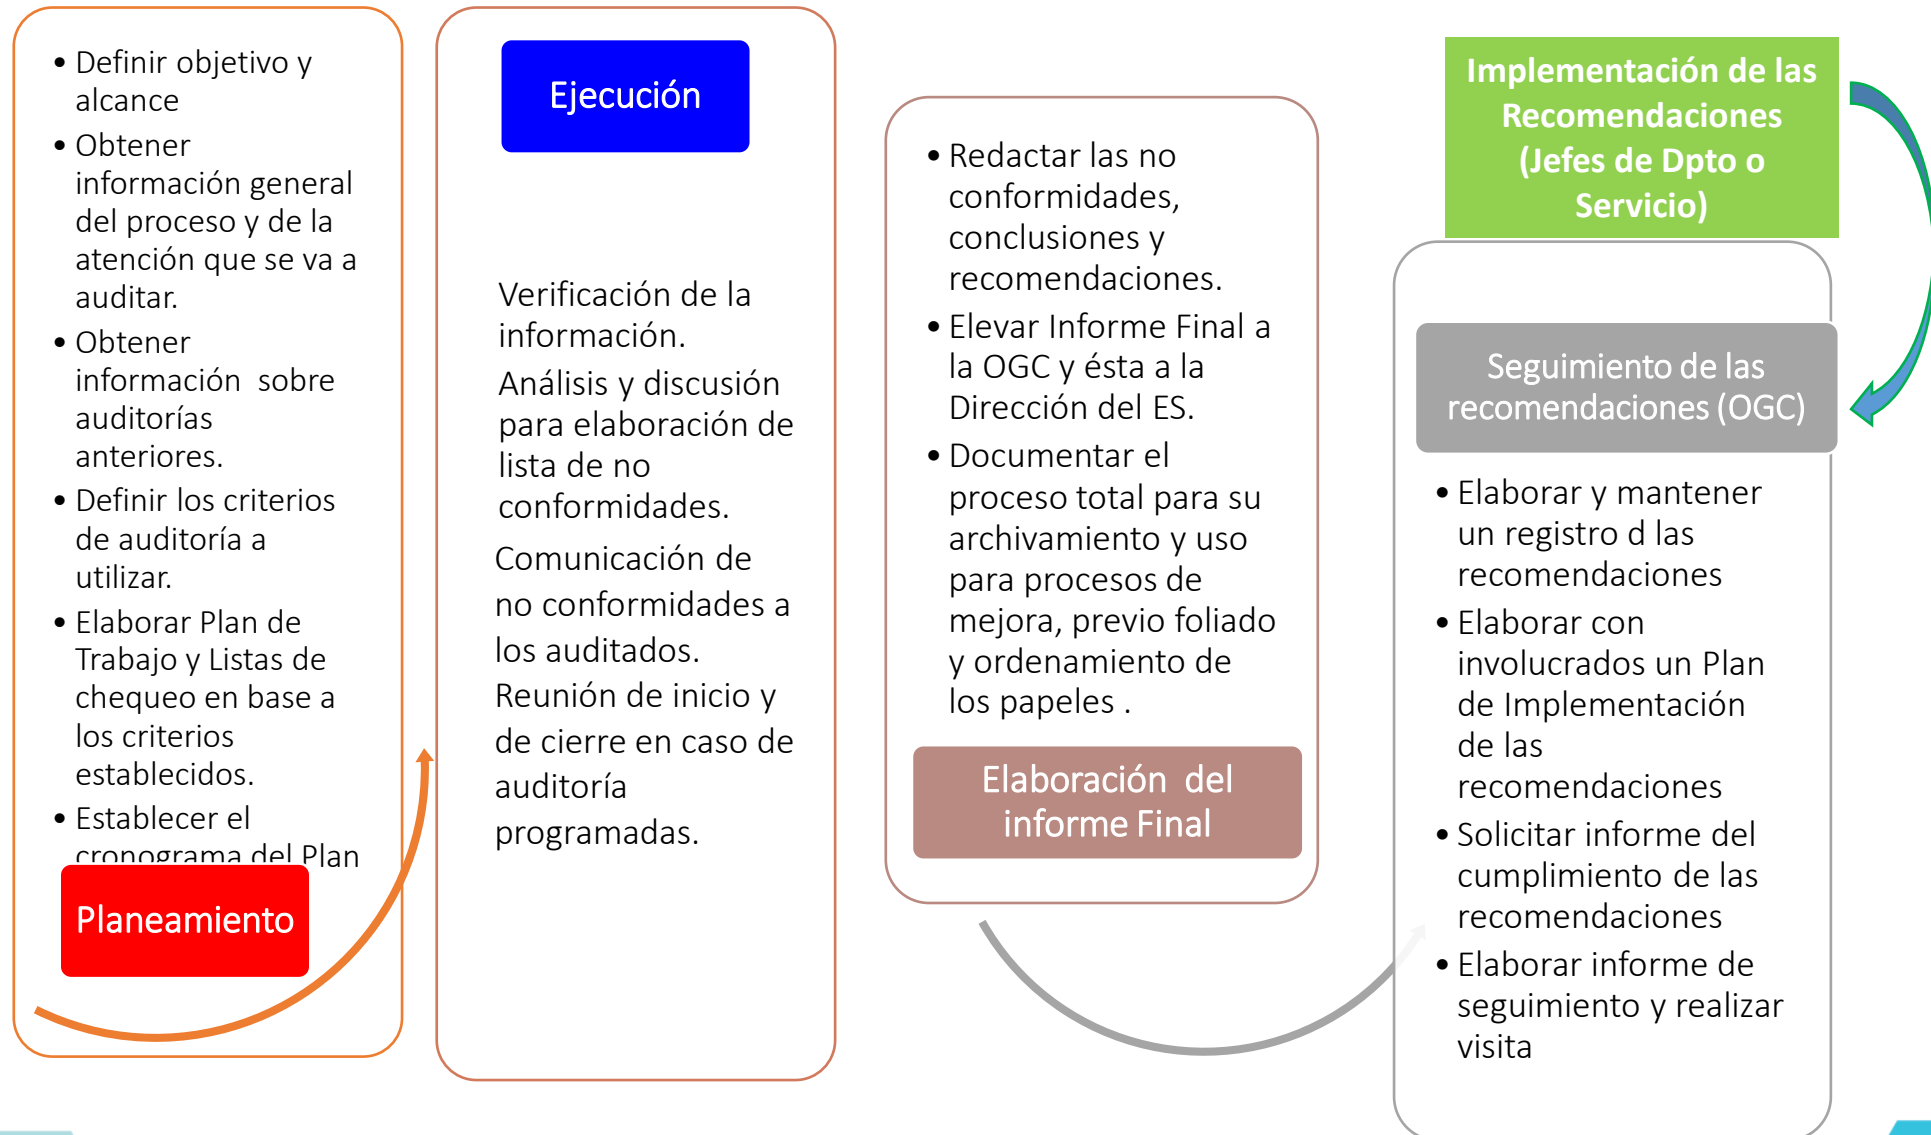 • Definir objetivo y
alcance
• Obtener
información general
del proceso y de la
atención que se va a
auditar.
• Obtener
información sobre
auditorías
anteriores.
• Definir los criterios
de auditoría a
utilizar.
• Elaborar Plan de
Trabajo y Listas de
chequeo en base a
los criterios
establecidos.
• Establecer el
cronograma del Plan
Planeamiento
Ejecución
Verificación de la
información.
Análisis y discusión
para elaboración de
lista de no
conformidades.
Comunicación de
no conformidades a
los auditados.
Reunión de inicio y
de cierre en caso de
auditoría
programadas.
• Redactar las no
conformidades,
conclusiones y
recomendaciones.
• Elevar Informe Final a
la OGC y ésta a la
Dirección del ES.
• Documentar el
proceso total para su
archivamiento y uso
para procesos de
mejora, previo foliado
y ordenamiento de
los papeles .
Elaboración del
informe Final
Implementación de las
Recomendaciones
(Jefes de Dpto o
Servicio)
Seguimiento de las
recomendaciones (OGC)
• Elaborar y mantener
un registro d las
recomendaciones
• Elaborar con
involucrados un Plan
de Implementación
de las
recomendaciones
• Solicitar informe del
cumplimiento de las
recomendaciones
• Elaborar informe de
seguimiento y realizar
visita